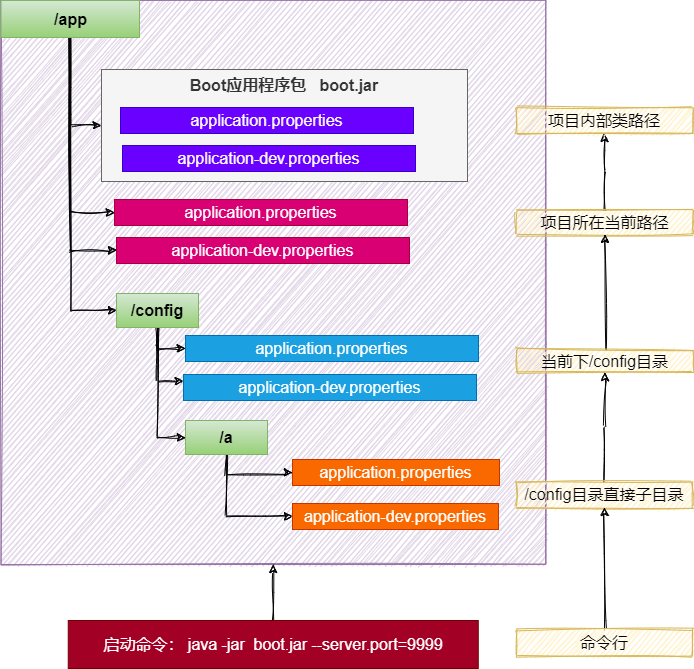 /app
Boot应用程序包 boot.jar
application.properties
application-dev.properties
application.properties
application-dev.properties
/config
application.properties
application-dev.properties
/a
application.properties
application-dev.properties
启动命令： java -jar boot.jar --server.port=9999
项目内部类路径
项目所在当前路径
当前下/config目录
/config目录直接子目录
命令行